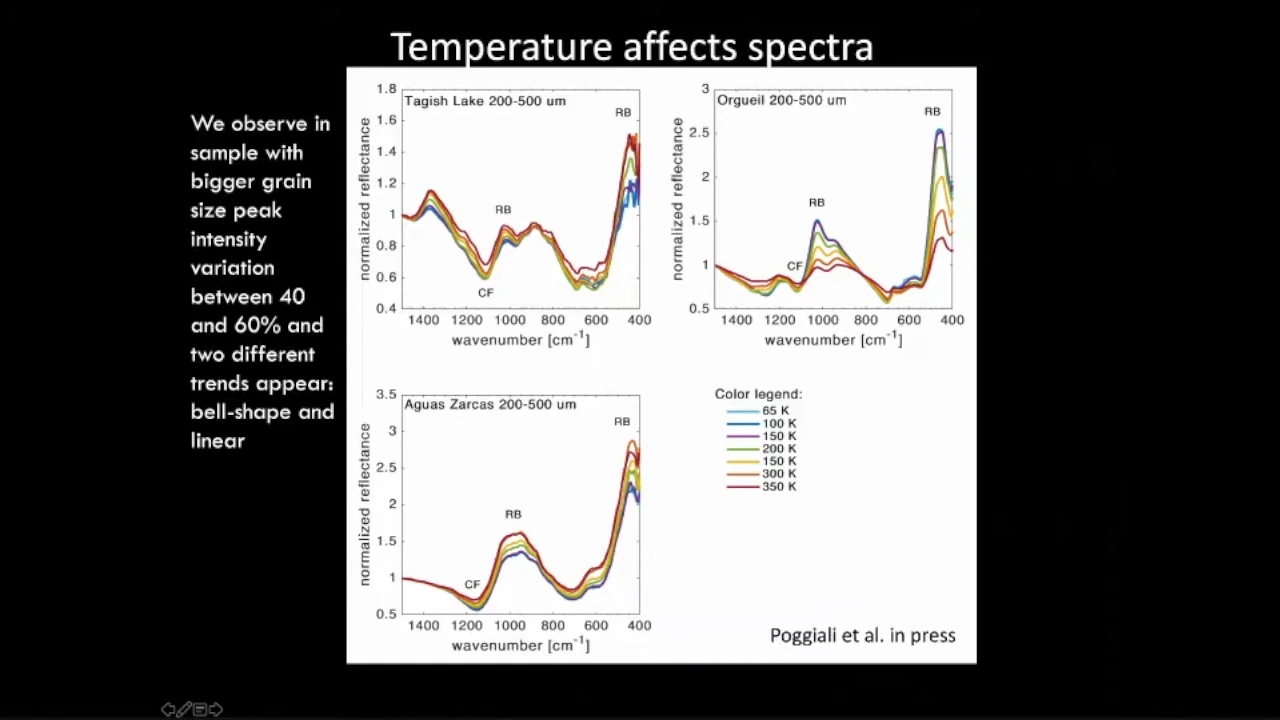 Temperature affects spectra
We observe in
sample with
bigger grain
size peak
intensity
variation
between 40
and 60% and
two different
trends appear:
bell-shape and
linear
Tagish Lake 200-500 um
RB
RB
CF
1.8
1.6
1.4
1.2
1
0.8
0.6
0.4
normalized reflectance
1400 1200 1000 800 600 400
wavenumber [cm-1]
Orgueil 200-500 um
RB
RB
CF
3
2.5
2
1.5
1
0.5
normalized reflectance
1400 1200 1000 800 600 400
wavenumber [cm-1]
Aguas Zarcas 200-500 um
RB
RB
CF
3.5
3
2.5
2
1.5
1
0.5
normalized reflectance
1400 1200 1000 800 600 400
wavenumber [cm-1]
Color legend:
65 K
100 K
150 K
200 K
150 K
300 K
350 K
Poggiali et al. in press